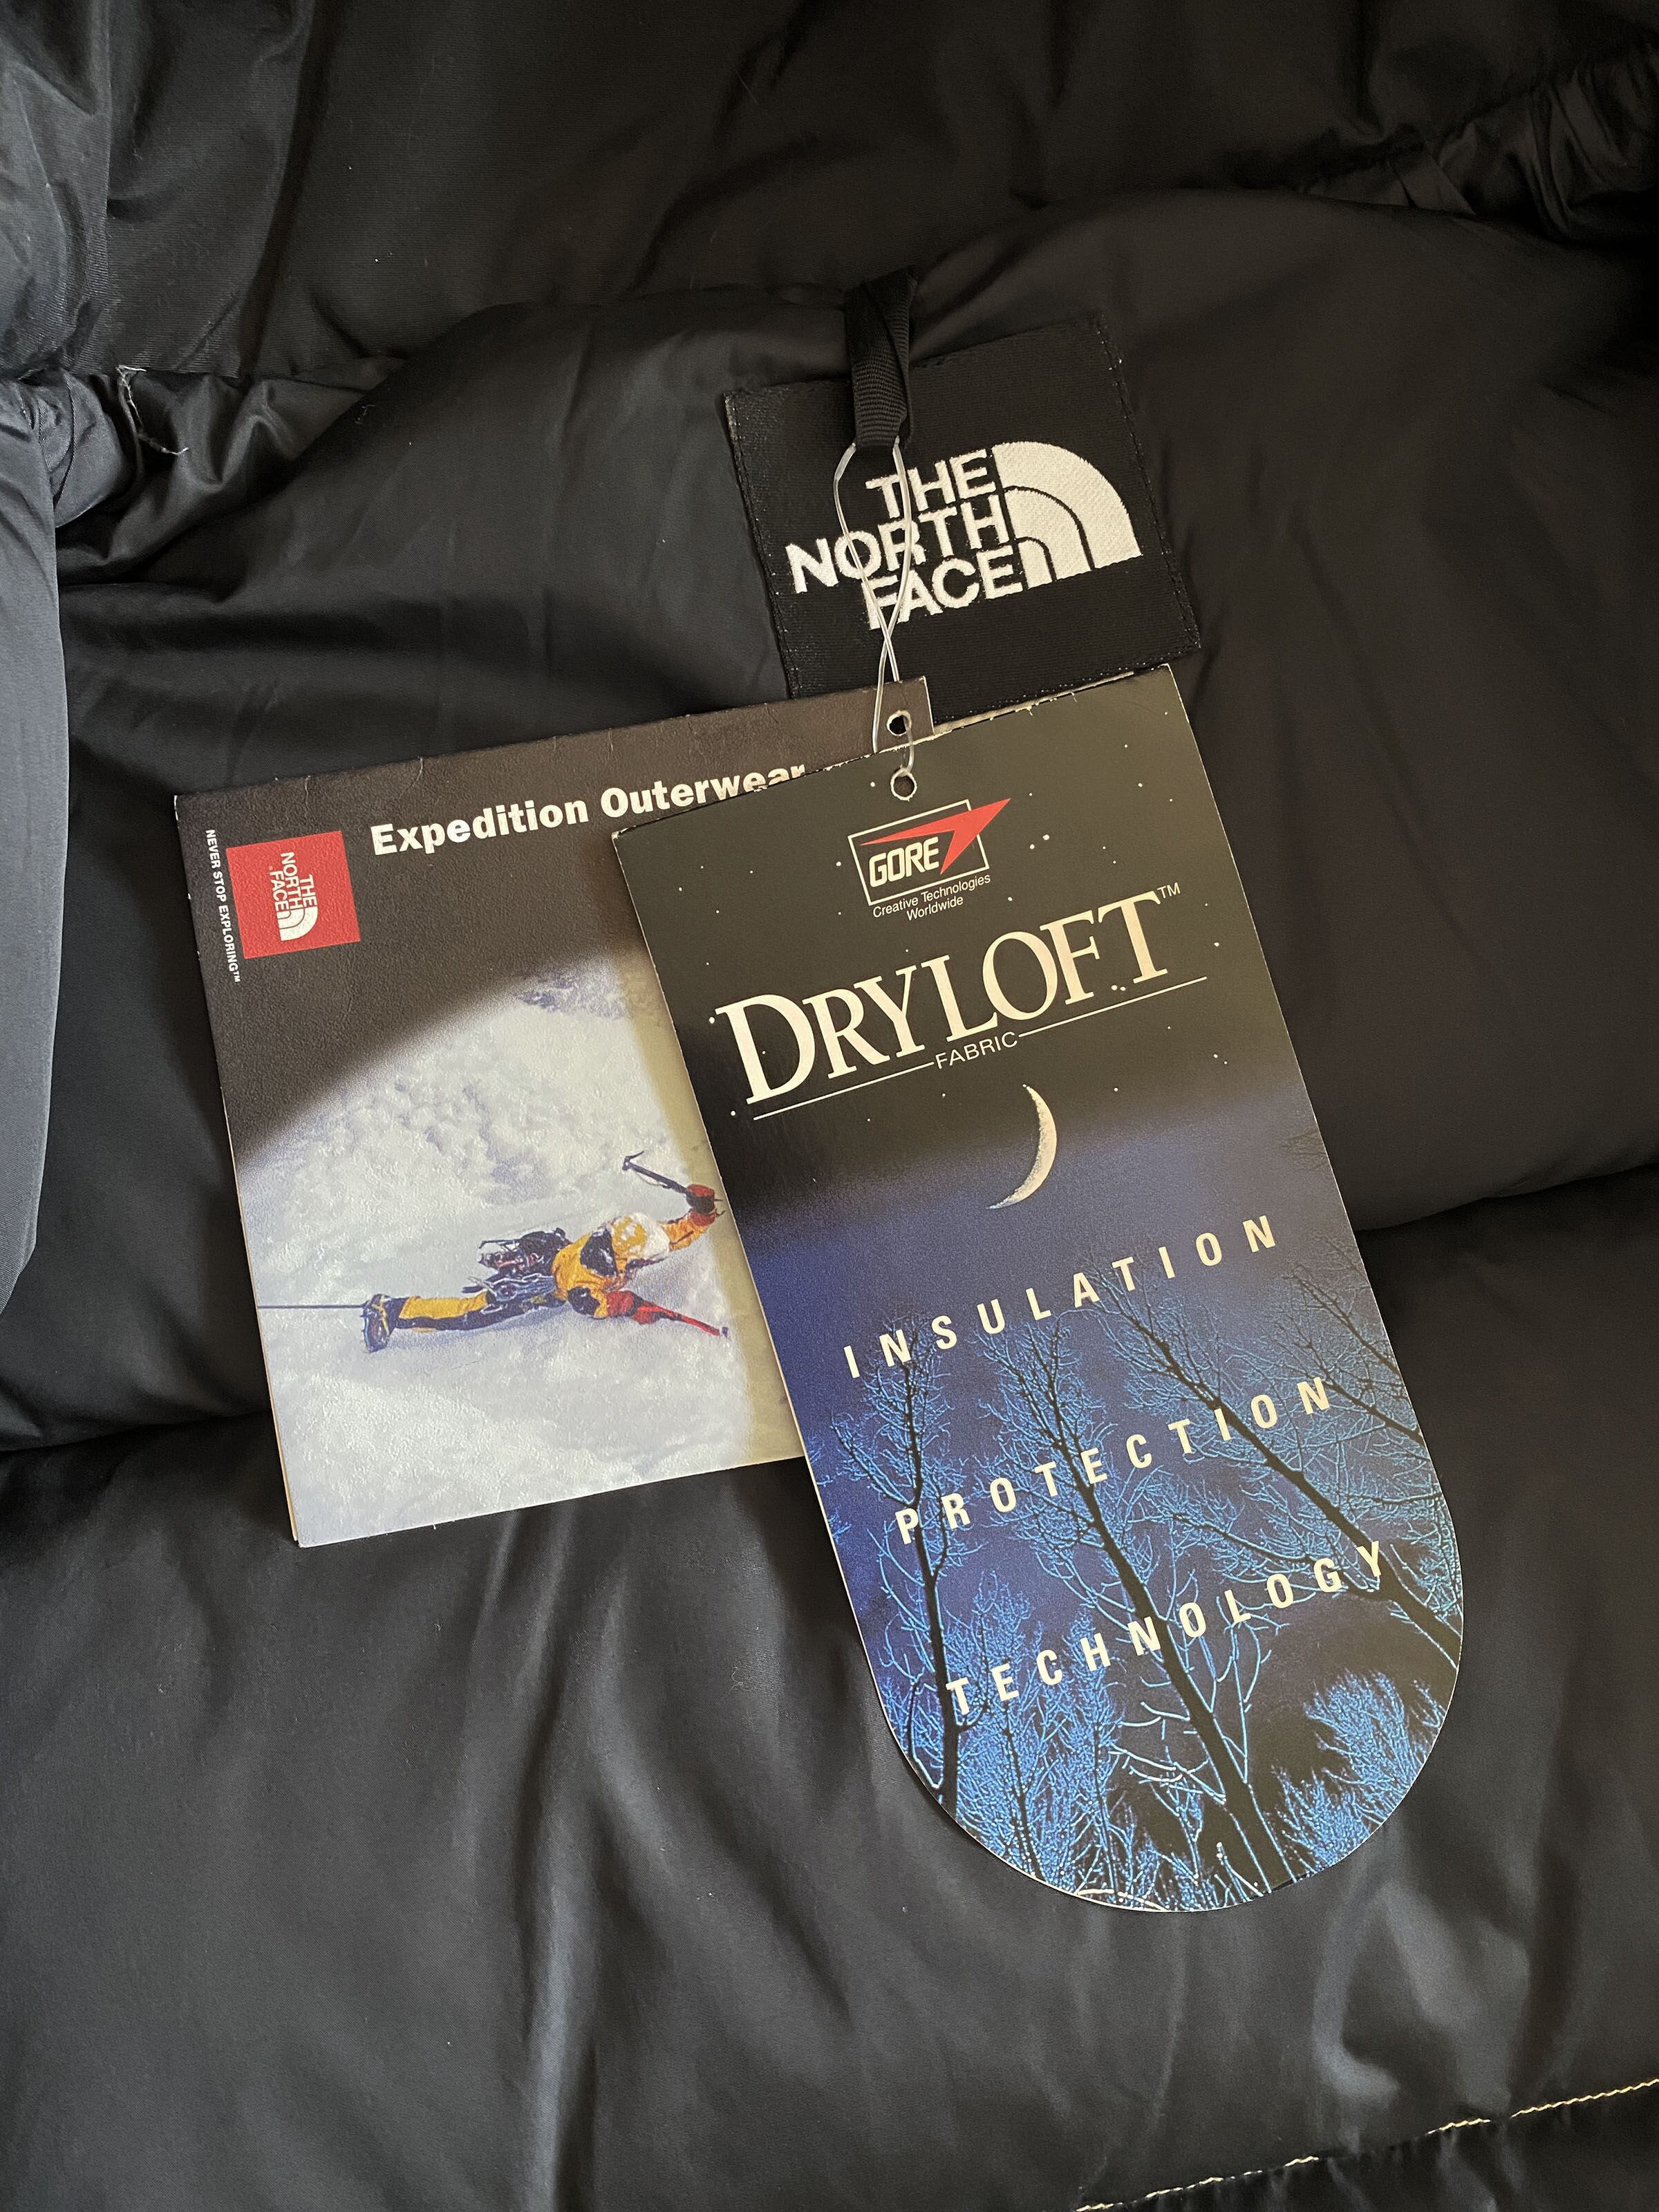 THE
NORTH
FACE
Expedition Outerwear
THE
NORTH
FACE
NEVER STOP EXPLORING™
GORE
Creative Technologies
Worldwide
DRYLOFT™
FABRIC
INSULATION
PROTECTION
TECHNOLOGY